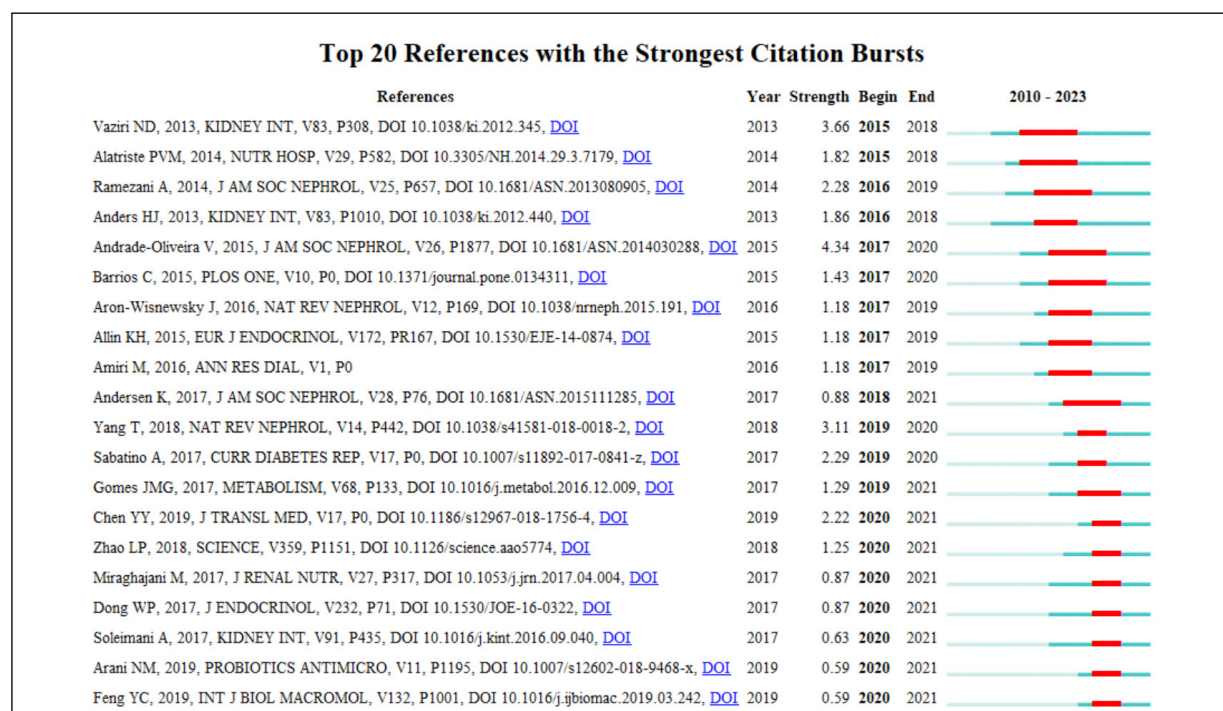 Top 20 References with the Strongest Citation Bursts
References Year Strength Begin End 2010 - 2023
Vaziri ND, 2013, KIDNEY INT, V83, P308, DOI 10.1038/ki.2012.345, DOI 2013 3.66 2015 2018
Alatriste PVM, 2014, NUTR HOSP, V29, P582, DOI 10.3305/NH.2014.29.3.7179, DOI 2014 1.82 2015 2018
Ramezani A, 2014, J AM SOC NEPHROL, V25, P657, DOI 10.1681/ASN.2013080905, DOI 2014 2.28 2016 2019
Anders HJ, 2013, KIDNEY INT, V83, P1010, DOI 10.1038/ki.2012.440, DOI 2013 1.86 2016 2018
Andrade-Oliveira V, 2015, J AM SOC NEPHROL, V26, P1877, DOI 10.1681/ASN.2014030288, DOI 2015 4.34 2017 2020
Barrios C, 2015, PLOS ONE, V10, P0, DOI 10.1371/journal.pone.0134311, DOI 2015 1.43 2017 2020
Aron-Wisnewsky J, 2016, NAT REV NEPHROL, V12, P169, DOI 10.1038/nrneph.2015.191, DOI 2016 1.18 2017 2019
Allin KH, 2015, EUR J ENDOCRINOL, V172, PR167, DOI 10.1530/EJE-14-0874, DOI 2015 1.18 2017 2019
Amiri M, 2016, ANN RES DIAL, V1, P0 2016 1.18 2017 2019
Andersen K, 2017, J AM SOC NEPHROL, V28, P76, DOI 10.1681/ASN.2015111285, DOI 2017 0.88 2018 2021
Yang T, 2018, NAT REV NEPHROL, V14, P442, DOI 10.1038/s41581-018-0018-2, DOI 2018 3.11 2019 2020
Sabatino A, 2017, CURR DIABETES REP, V17, P0, DOI 10.1007/s11892-017-0841-z, DOI 2017 2.29 2019 2020
Gomes JMG, 2017, METABOLISM, V68, P133, DOI 10.1016/j.metabol.2016.12.009, DOI 2017 1.29 2019 2021
Chen YY, 2019, J TRANSL MED, V17, P0, DOI 10.1186/s12967-018-1756-4, DOI 2019 2.22 2020 2021
Zhao LP, 2018, SCIENCE, V359, P1151, DOI 10.1126/science.aao5774, DOI 2018 1.25 2020 2021
Miraghajani M, 2017, J RENAL NUTR, V27, P317, DOI 10.1053/j.jrn.2017.04.004, DOI 2017 0.87 2020 2021
Dong WP, 2017, J ENDOCRINOL, V232, P71, DOI 10.1530/JOE-16-0322, DOI 2017 0.87 2020 2021
Soleimani A, 2017, KIDNEY INT, V91, P435, DOI 10.1016/j.kint.2016.09.040, DOI 2017 0.63 2020 2021
Arani NM, 2019, PROBIOTICS ANTIMICRO, V11, P1195, DOI 10.1007/s12602-018-9468-x, DOI 2019 0.59 2020 2021
Feng YC, 2019, INT J BIOL MACROMOL, V132, P1001, DOI 10.1016/j.ijbiomac.2019.03.242, DOI 2019 0.59 2020 2021